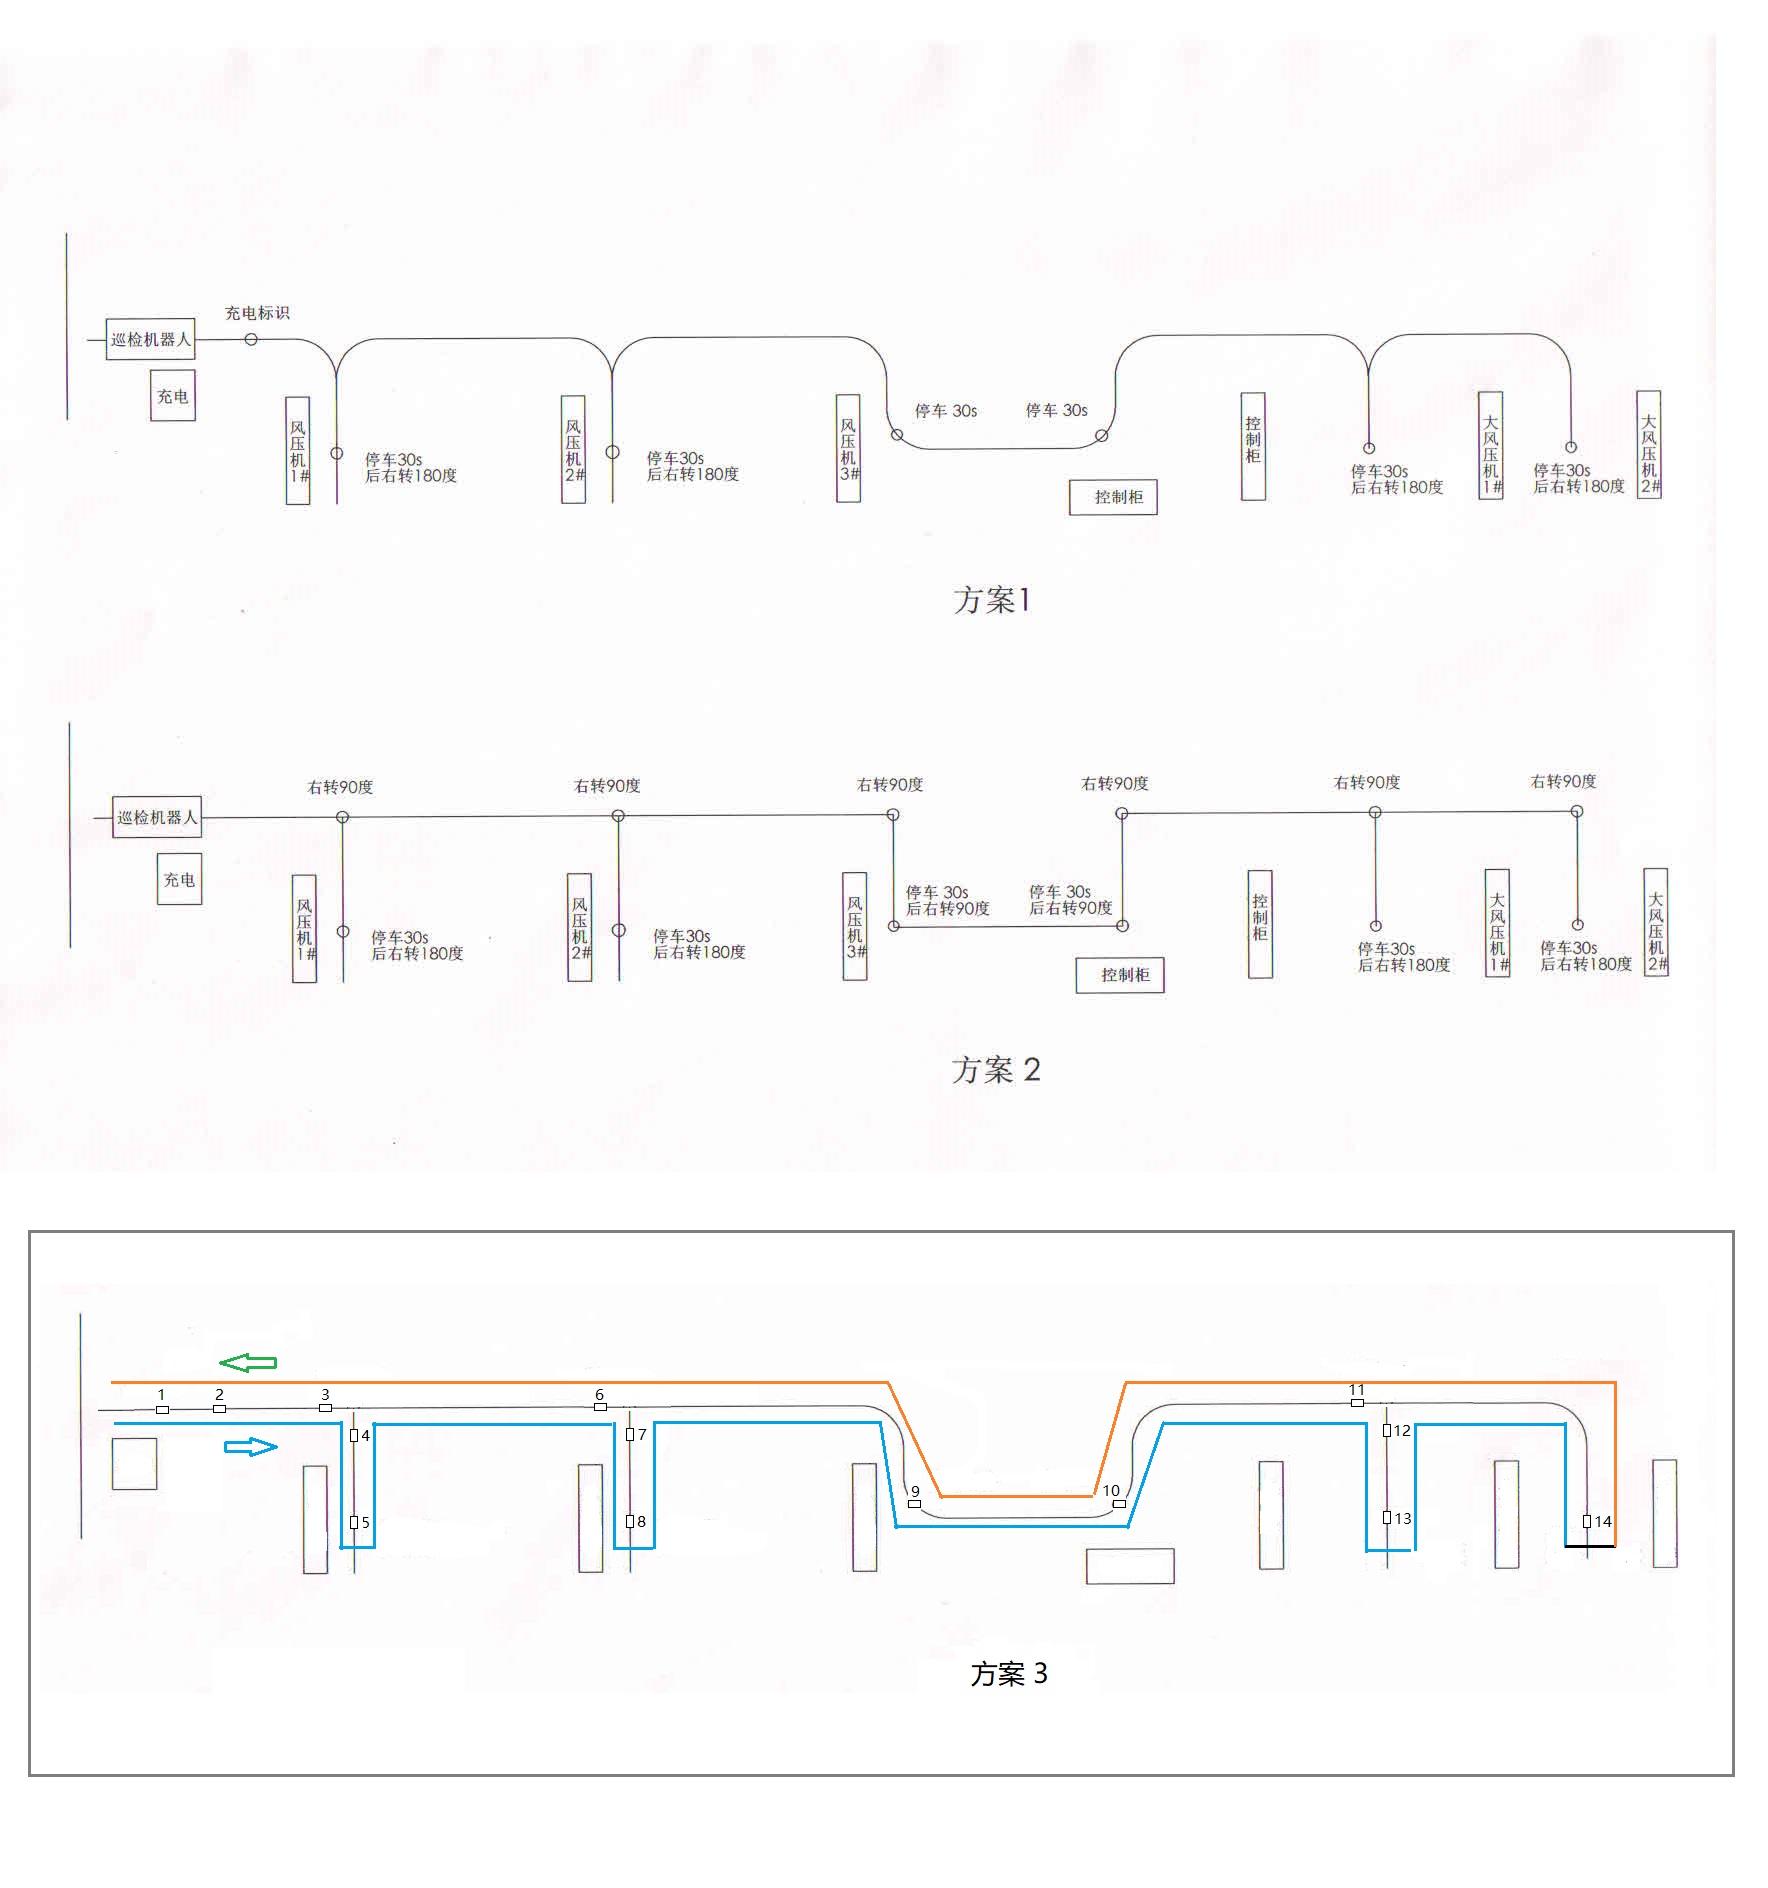 充电标识
巡检机器人
充电
风压机1#
停车30s
后右转180度
风压机2#
停车30s
后右转180度
风压机3#
停车 30s
停车 30s
控制柜
控制柜
停车30s
后右转180度
大风压机1#
停车30s
后右转180度
大风压机2#
方案1
右转90度
右转90度
右转90度
右转90度
右转90度
右转90度
巡检机器人
充电
风压机1#
停车30s
后右转180度
风压机2#
停车30s
后右转180度
风压机3#
停车 30s
后右转90度
停车 30s
后右转90度
控制柜
控制柜
停车30s
后右转180度
大风压机1#
停车30s
后右转180度
大风压机2#
方案 2
1
2
3
4
5
6
7
8
9
10
11
12
13
14
方案 3